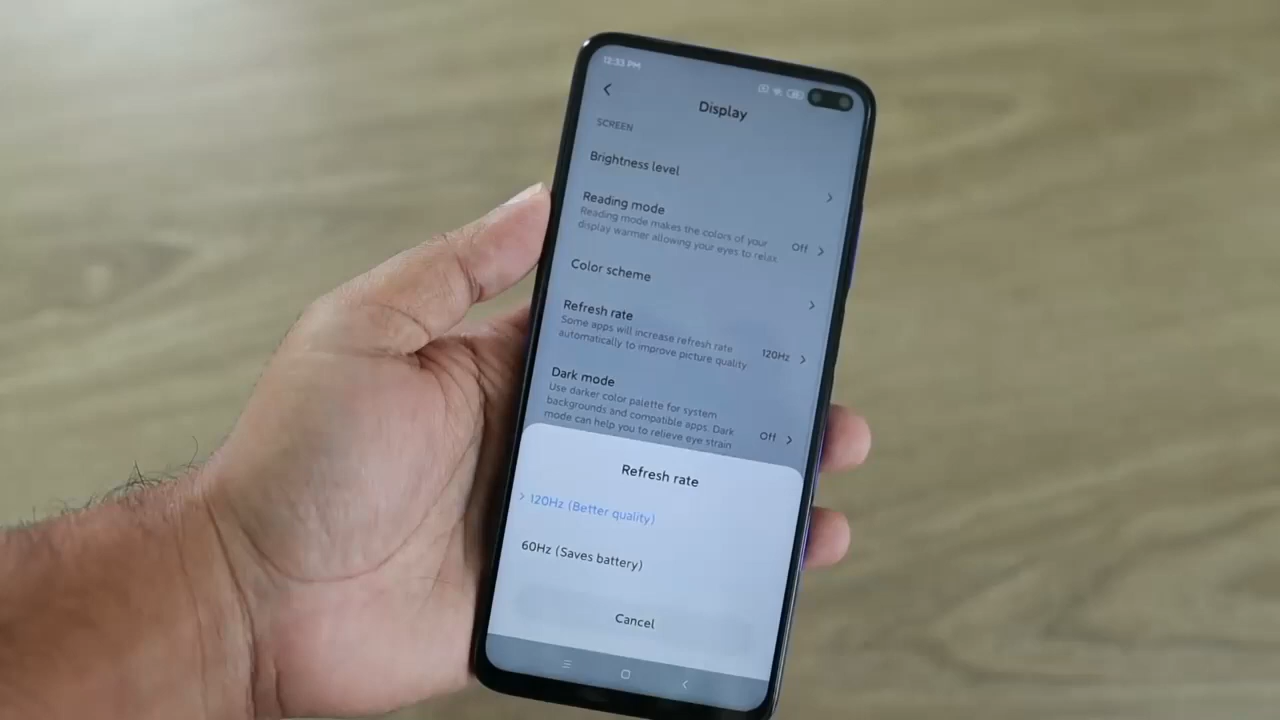 12:33 PM
Display
SCREEN
Brightness level
Reading mode
Reading mode makes the colors of your
display warmer allowing your eyes to relax
Off
Color scheme
Refresh rate
Some apps will increase refresh rate
automatically to improve picture quality
120Hz
Dark mode
Use darker color palette for system
backgrounds and compatible apps. Dark
mode can help you to relieve eye strain
Off
Refresh rate
120Hz (Better quality)
60Hz (Saves battery)
Cancel